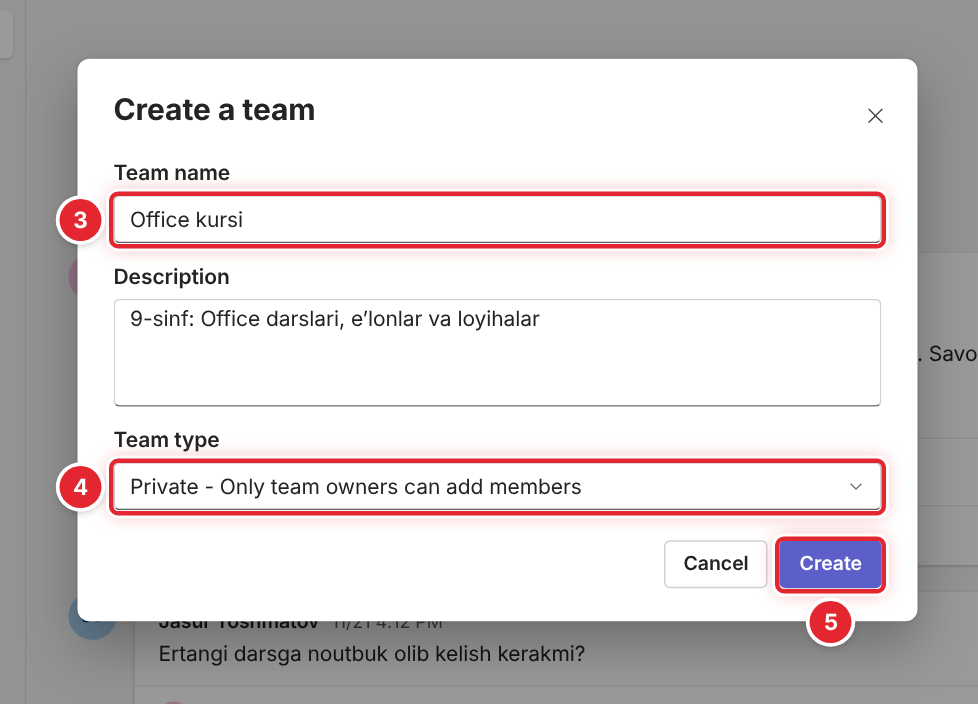 Create a team
Team name
3
Office kursi
Description
9-sinf: Office darslari, e’lonlar va loyihalar
. Savo
Team type
4
Private - Only team owners can add members
Cancel
Create
5
Jasur Toshmatov 11/21 4:12 PM
Ertangi darsga noutbuk olib kelish kerakmi?